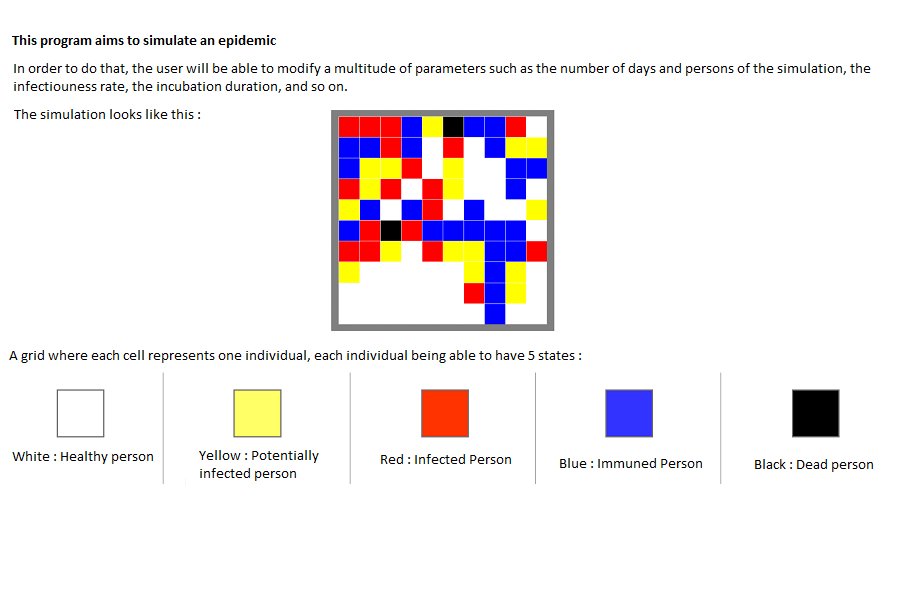 This program aims to simulate an epidemic
In order to do that, the user will be able to modify a multitude of parameters such as the number of days and persons of the simulation, the
infectiouness rate, the incubation duration, and so on.
The simulation looks like this :
A grid where each cell represents one individual, each individual being able to have 5 states :
White : Healthy person
Yellow : Potentially
infected person
Red : Infected Person
Blue : Immuned Person
Black : Dead person